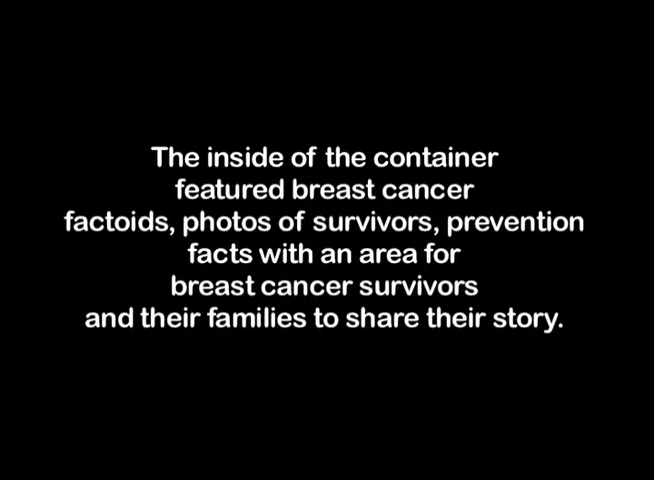 The inside of the container
featured breast cancer
factoids, photos of survivors, prevention
facts with an area for
breast cancer survivors
and their families to share their story.